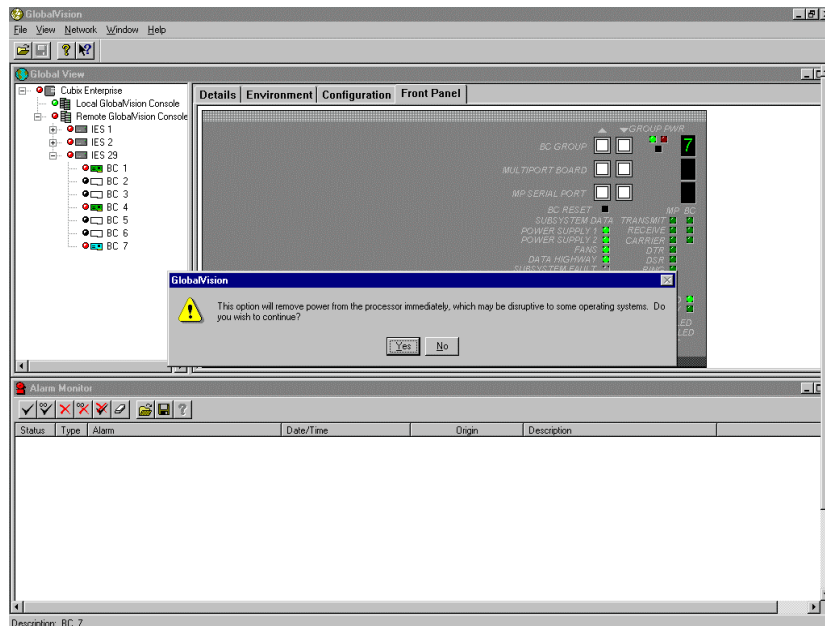 GlobalVision
File View Network Window Help
Global View
Cubix Enterprise
Local GlobalVision Console
Remote GlobalVision Console
IES 1
IES 2
IES 29
BC 1
BC 2
BC 3
BC 4
BC 5
BC 6
BC 7
Details Environment Configuration Front Panel
GROUP PWR
BC GROUP 7
MULTIPORT BOARD
MP SERIAL PORT
BC RESET MP BC
SUBSYSTEM DATA TRANSMIT
POWER SUPPLY 1 RECEIVE
POWER SUPPLY 2 CARRIER
FANS DTR
DATA HIGHWAY DSR
SUBSYSTEM FAULT RING
GlobalVision
This option will remove power from the processor immediately, which may be disruptive to some operating systems. Do
you wish to continue?
Yes No
Alarm Monitor
Status Type Alarm Date/Time Origin Description
Description: BC 7